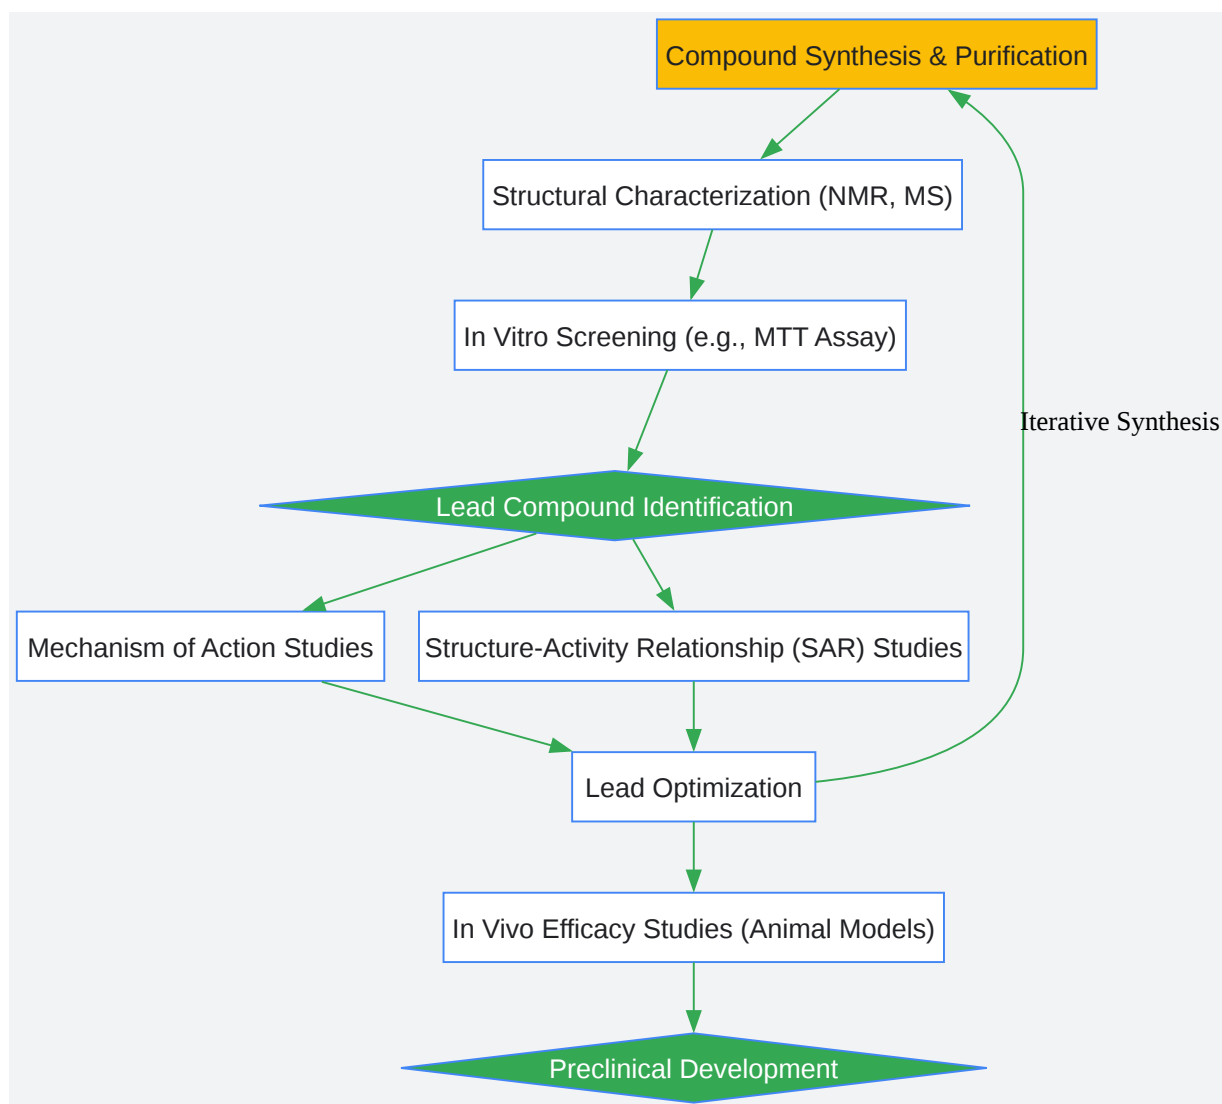 Compound Synthesis & Purification
Structural Characterization (NMR, MS)
In Vitro Screening (e.g., MTT Assay)
Iterative Synthesis
Lead Compound Identification
Mechanism of Action Studies
Structure-Activity Relationship (SAR) Studies
Lead Optimization
In Vivo Efficacy Studies (Animal Models)
Preclinical Development